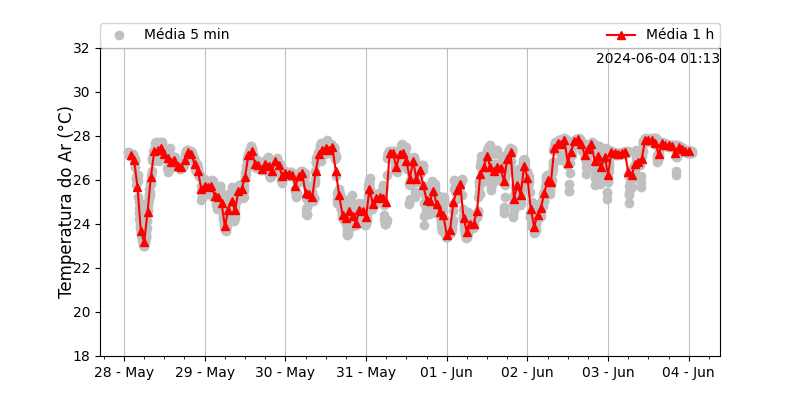 Média 5 min
Média 1 h
2024-06-04 01:13
Temperatura do Ar (°C)
32
30
28
26
24
22
20
18
28 - May
29 - May
30 - May
31 - May
01 - Jun
02 - Jun
03 - Jun
04 - Jun